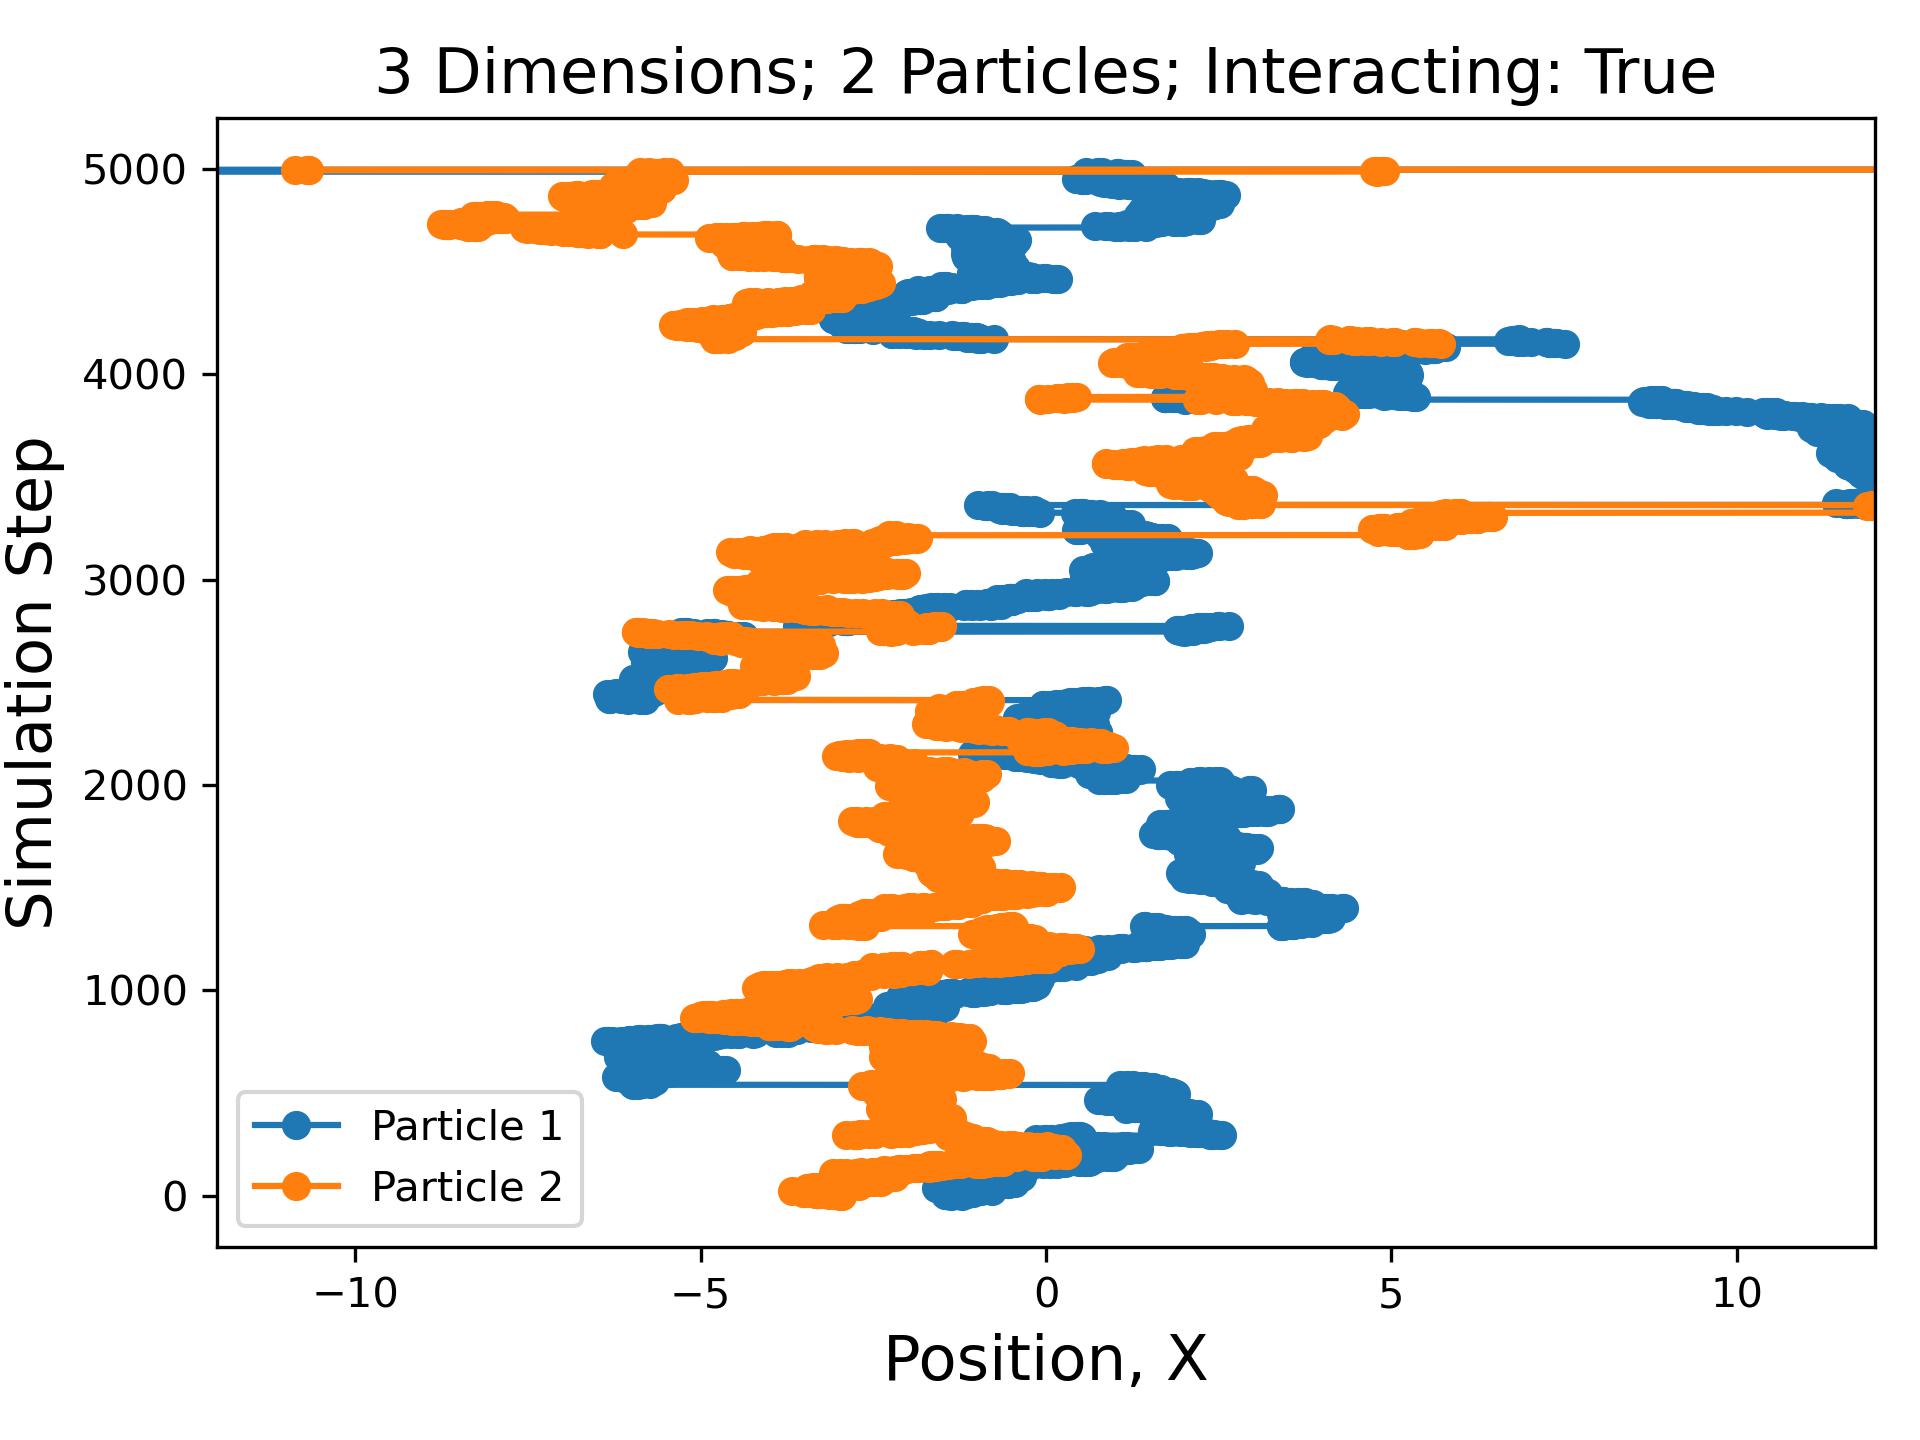 3 Dimensions; 2 Particles; Interacting: True
Simulation Step
5000
4000
3000
2000
1000
0
Particle 1
Particle 2
−10
−5
0
5
10
Position, X